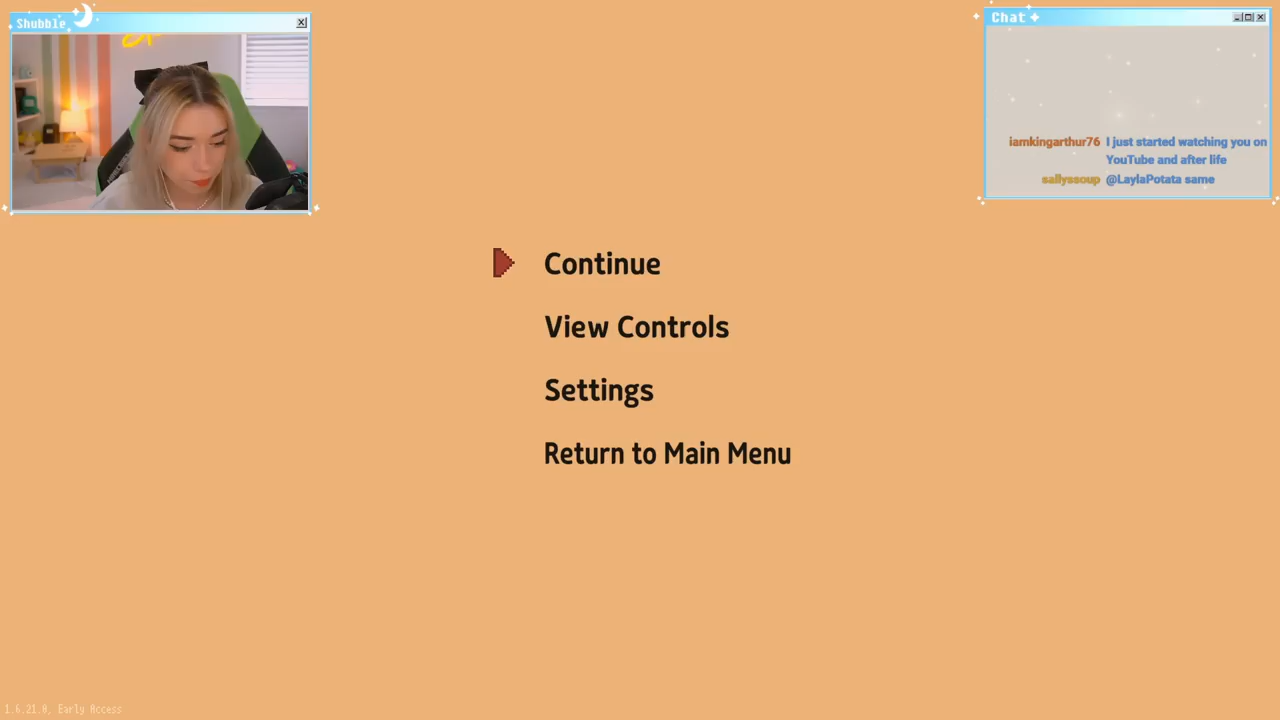 Shubble
Chat
iamkingarthur76 I just started watching you on
YouTube and after life
sallyssoup @LaylaPotata same
Continue
View Controls
Settings
Return to Main Menu
1.6.21.0, Early Access